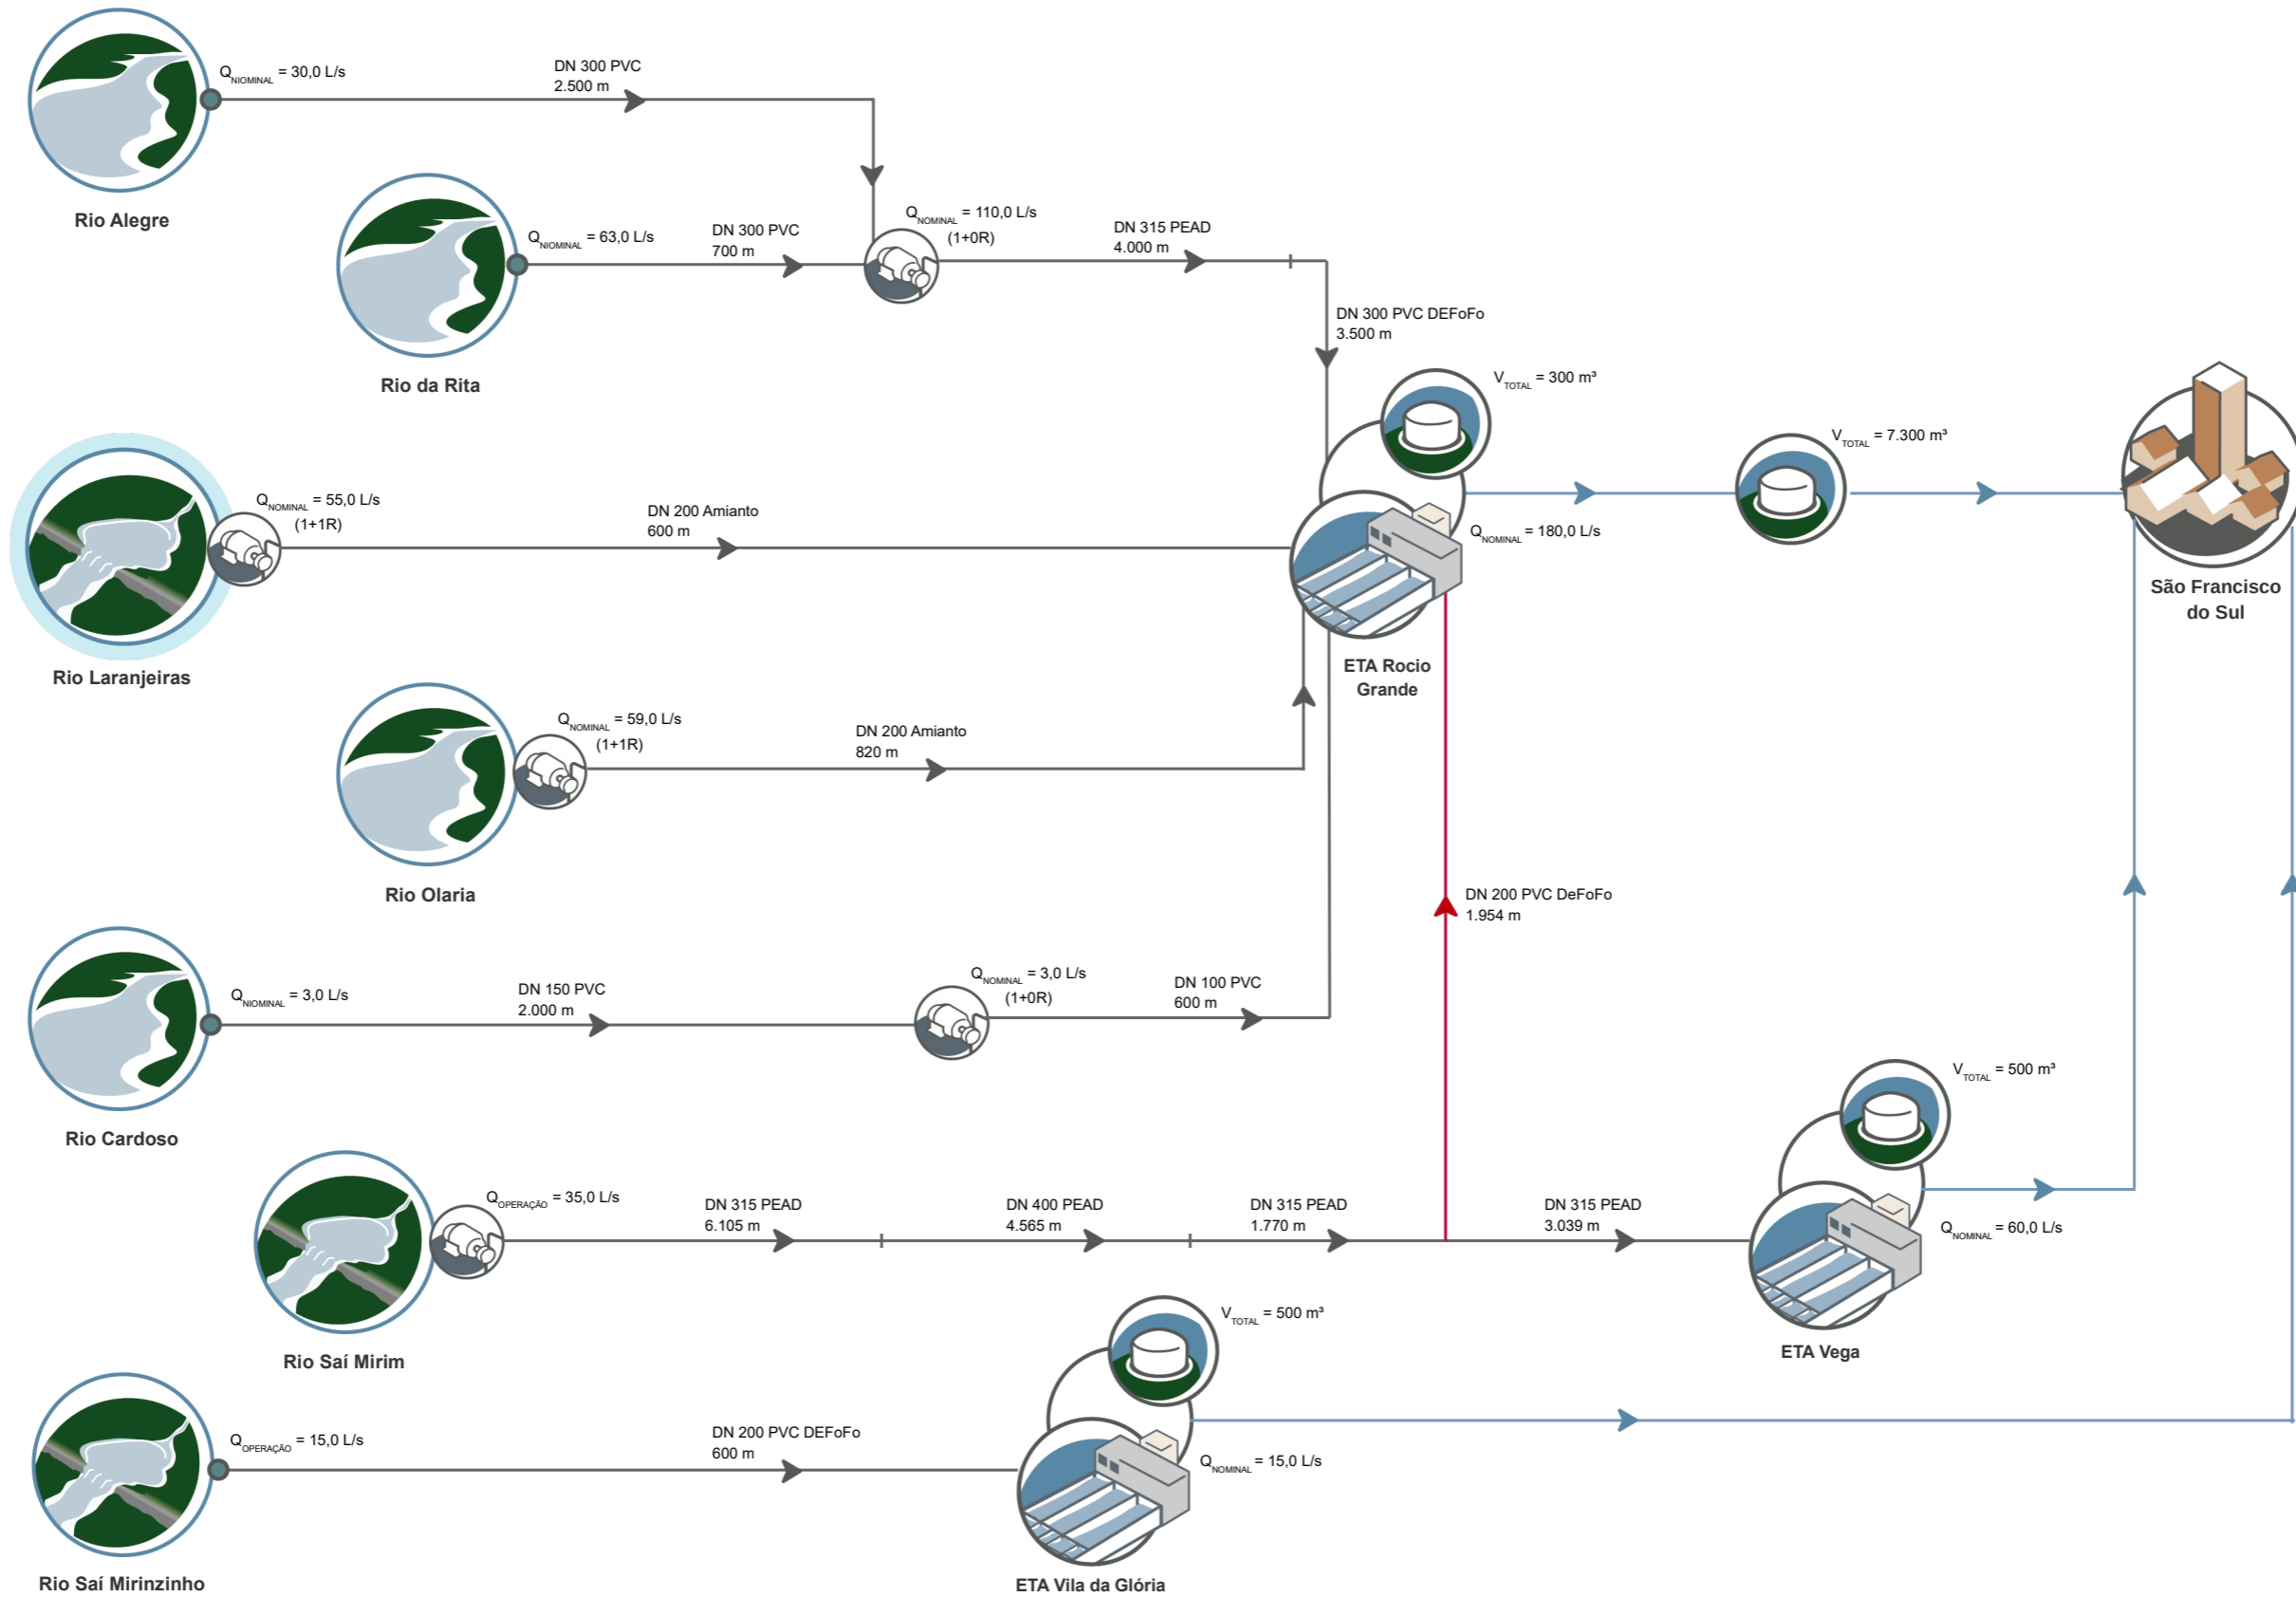 Q NIOMINAL = 30,0 L/s
DN 300 PVC
2.500 m
Rio Alegre
Q NIOMINAL = 63,0 L/s
DN 300 PVC
700 m
Q NOMINAL = 110,0 L/s
(1+0R)
DN 315 PEAD
4.000 m
Rio da Rita
DN 300 PVC DEFoFo
3.500 m
V TOTAL = 300 m³
V TOTAL = 7.300 m³
Q NOMINAL = 55,0 L/s
(1+1R)
DN 200 Amianto
600 m
Q NOMINAL = 180,0 L/s
São Francisco
do Sul
Rio Laranjeiras
ETA Rocio
Grande
Q NOMINAL = 59,0 L/s
(1+1R)
DN 200 Amianto
820 m
Rio Olaria
DN 200 PVC DeFoFo
1.954 m
Q NIOMINAL = 3,0 L/s
DN 150 PVC
2.000 m
Q NOMINAL = 3,0 L/s
(1+0R)
DN 100 PVC
600 m
Rio Cardoso
V TOTAL = 500 m³
Q OPERAÇÃO = 35,0 L/s
DN 315 PEAD
6.105 m
DN 400 PEAD
4.565 m
DN 315 PEAD
1.770 m
DN 315 PEAD
3.039 m
Q NOMINAL = 60,0 L/s
Rio Saí Mirim
ETA Vega
V TOTAL = 500 m³
Q OPERAÇÃO = 15,0 L/s
DN 200 PVC DEFoFo
600 m
Q NOMINAL = 15,0 L/s
Rio Saí Mirinzinho
ETA Vila da Glória